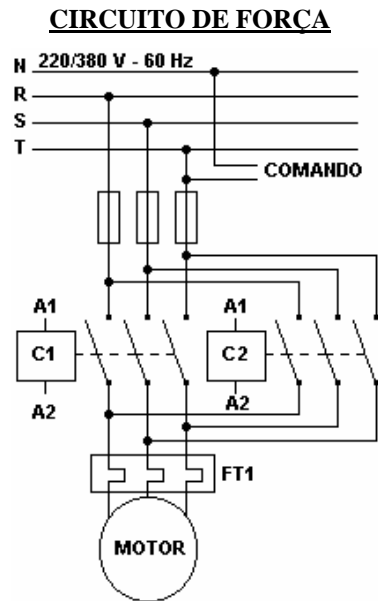 CIRCUITO DE FORÇA
N 220/380 V - 60 Hz
R
S
T
COMANDO
A1 A1
C1 C2
A2 A2
FT1
MOTOR